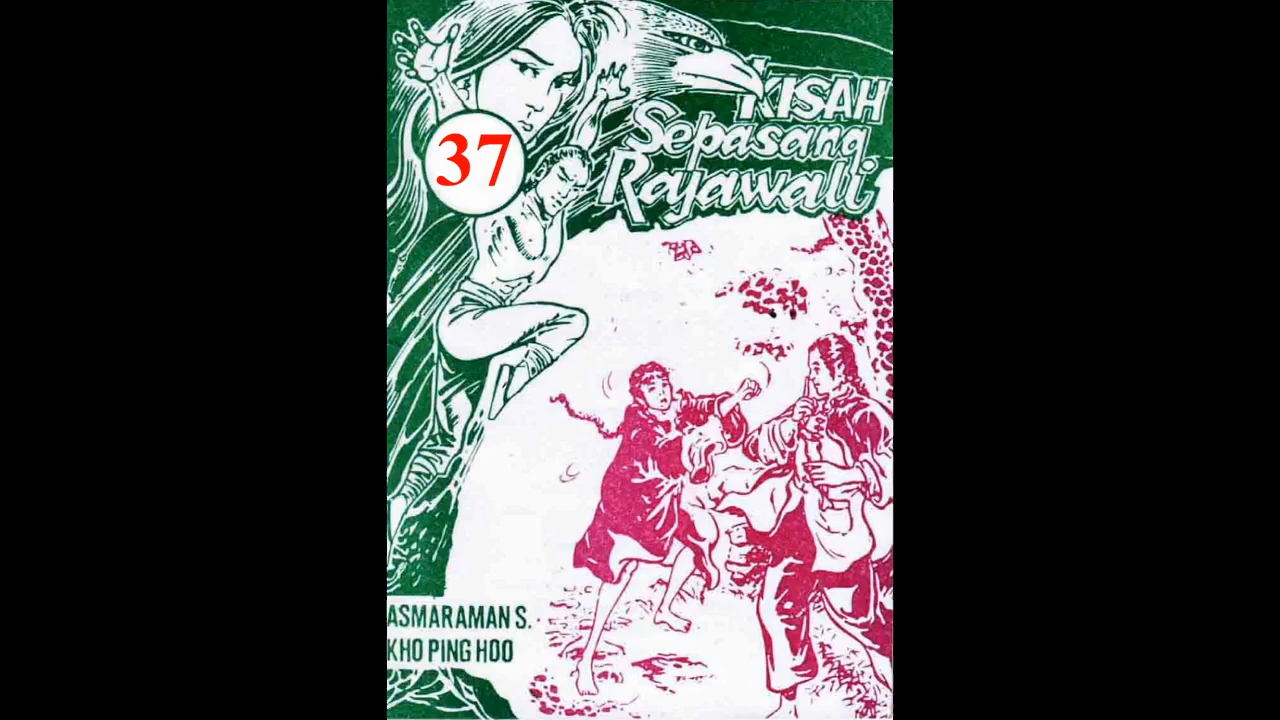 KISAH
Sepasang
Rajawali
37
ASMARAMAN S.
KHO PING HOO